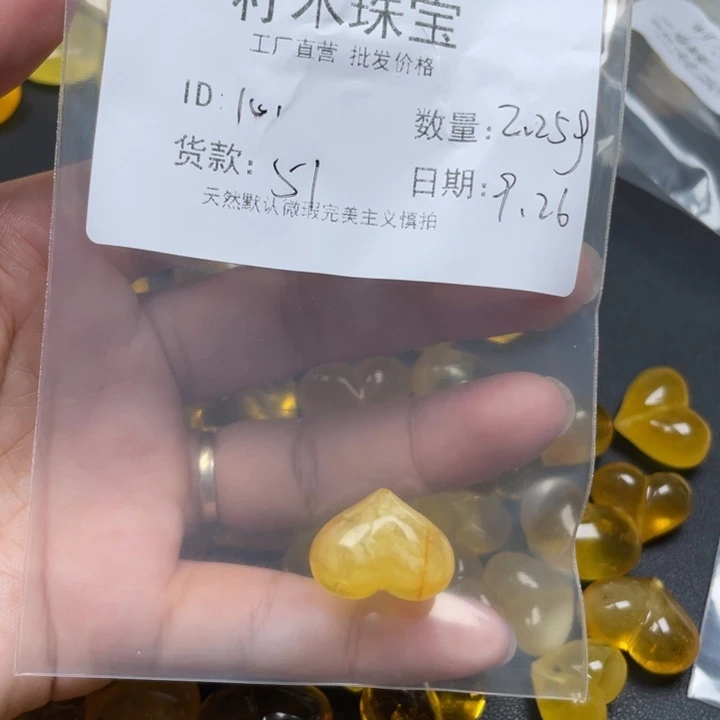 木珠宝
工厂直营 批发价格
ID: 141 数量: 2.25g
货款: 51 日期: 9.26
天然默认微瑕完美主义慎拍